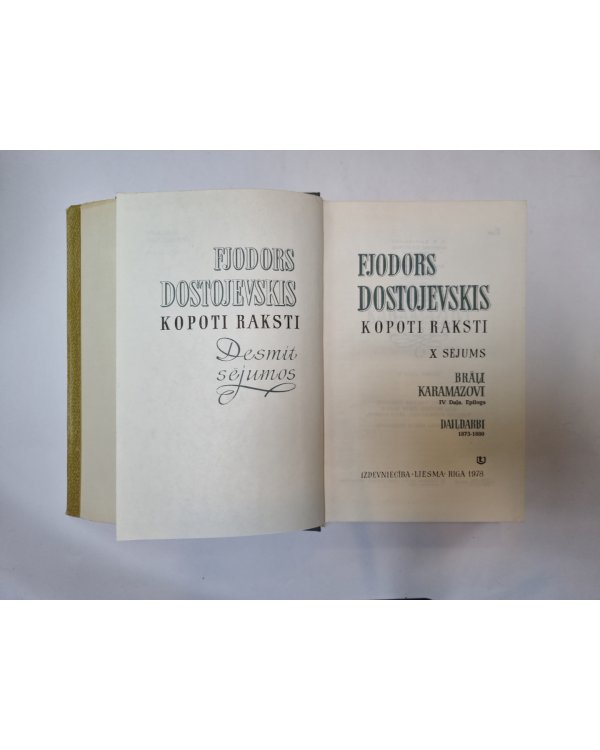 FJODORS
DOSTOJEVSKIS
KOPOTI RAKSTI
Desmit
sējumos
FJODORS
DOSTOJEVSKIS
KOPOTI RAKSTI
X SĒJUMS
BRĀĻI
KARAMAZOVI
IV Daļa. Epilogs
DAIĻDARBI
1873-1880
IZDEVNIECĪBA «LIESMA» RĪGA 1978